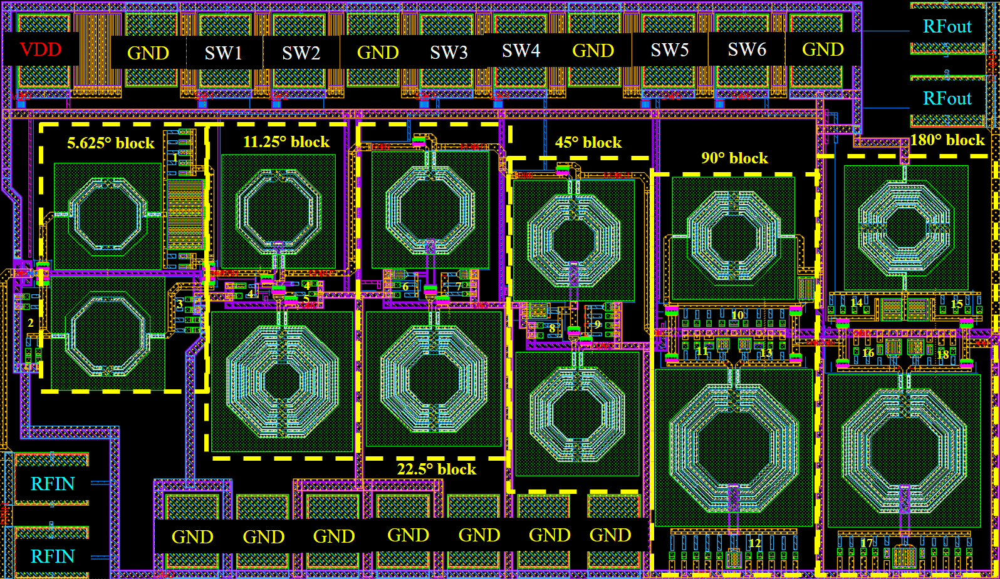 VDD
GND
SW1
SW2
GND
SW3
SW4
GND
SW5
SW6
GND
RFout
RFout
5.625° block
11.25° block
45° block
90° block
180° block
22.5° block
1
2
3
4
4
5
6
7
8
9
10
11
13
12
14
15
16
18
17
RFIN
RFIN
GND
GND
GND
GND
GND
GND
GND